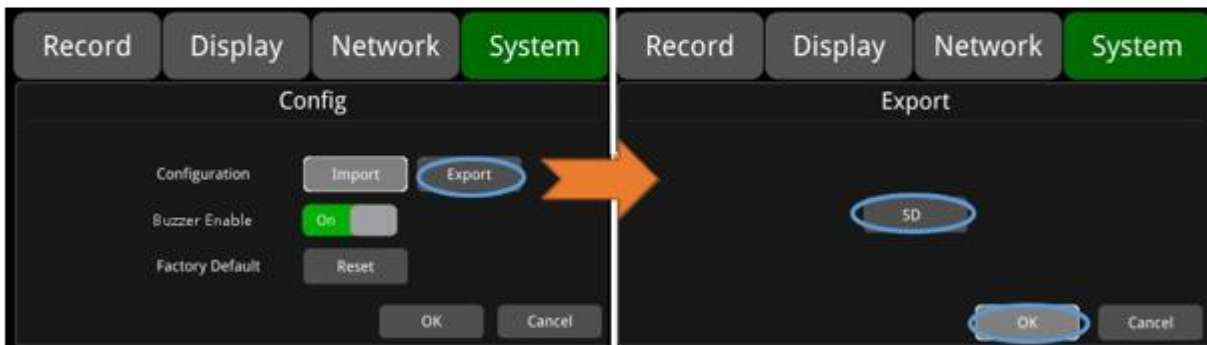 Record Display Network System
Config
Configuration Import Export
Buzzer Enable On
Factory Default Reset
OK Cancel
Record Display Network System
Export
SD
OK Cancel